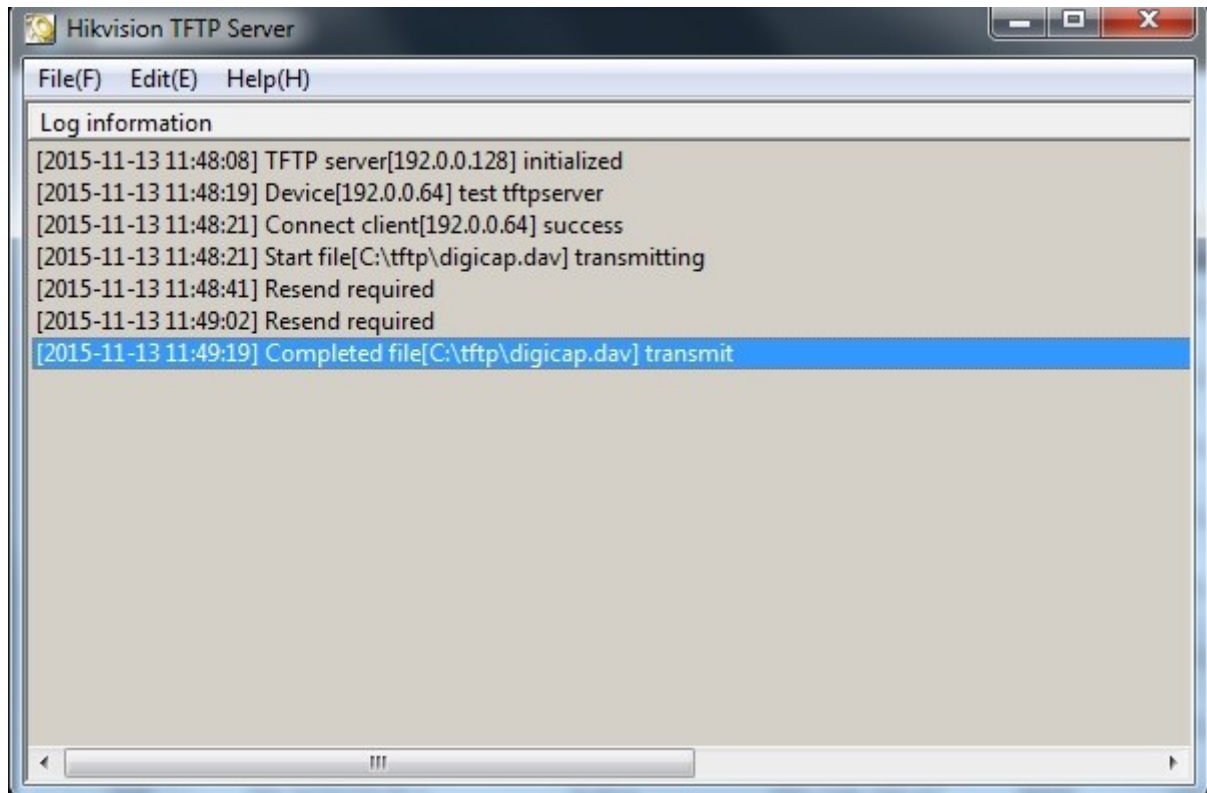 Hikvision TFTP Server
File(F) Edit(E) Help(H)
Log information
[2015-11-13 11:48:08] TFTP server[192.0.0.128] initialized
[2015-11-13 11:48:19] Device[192.0.0.64] test tftpserver
[2015-11-13 11:48:21] Connect client[192.0.0.64] success
[2015-11-13 11:48:21] Start file[C:\tftp\digicap.dav] transmitting
[2015-11-13 11:48:41] Resend required
[2015-11-13 11:49:02] Resend required
[2015-11-13 11:49:19] Completed file[C:\tftp\digicap.dav] transmit